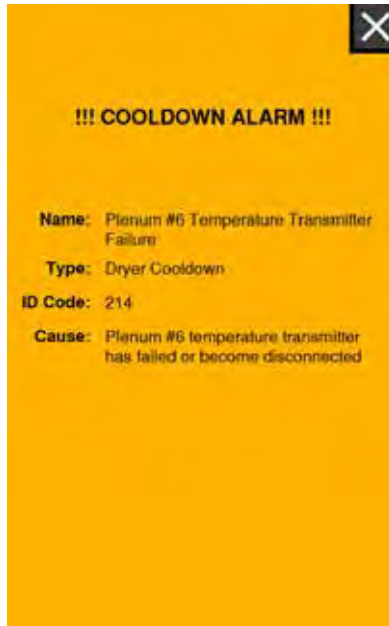 !!! COOLDOWN ALARM !!!
Name: Plenum #6 Temperature Transmitter
Failure
Type: Dryer Cooldown
ID Code: 214
Cause: Plenum #6 temperature transmitter
has failed or become disconnected